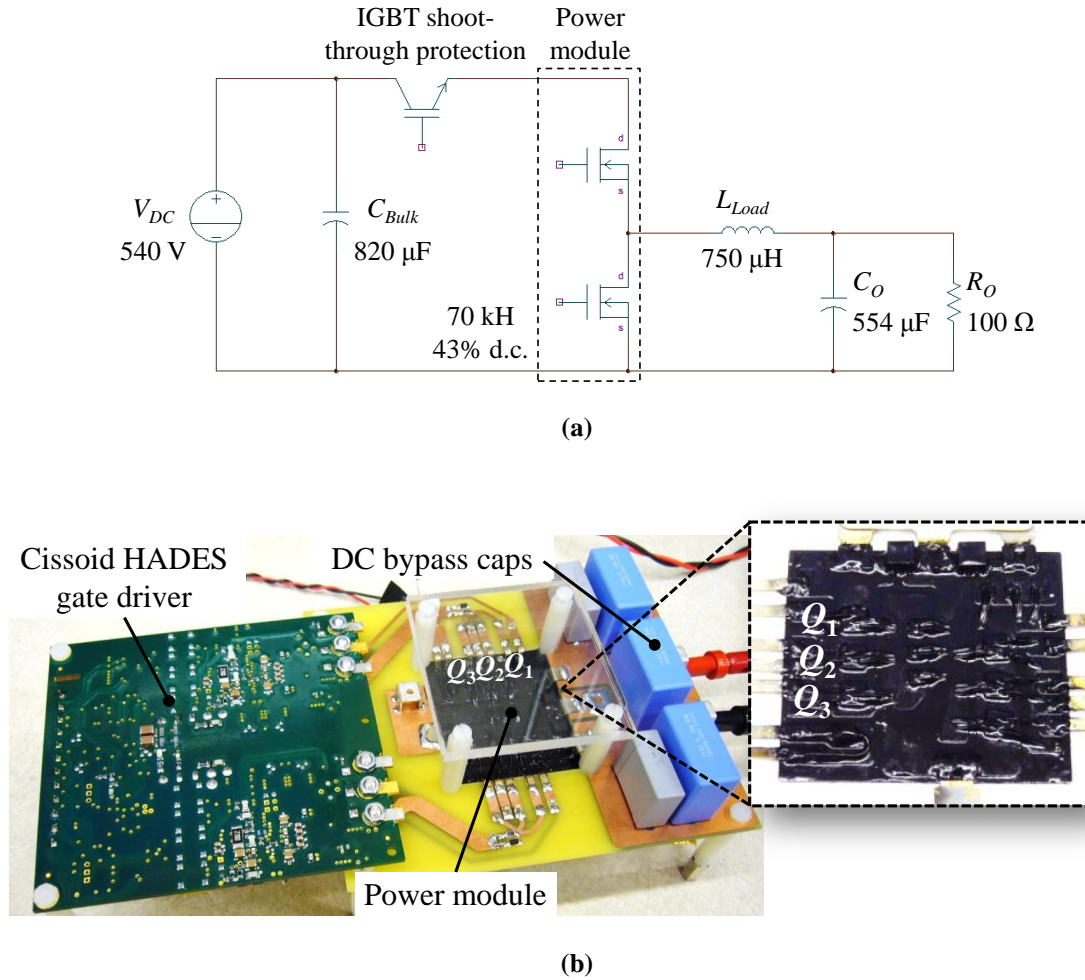 IGBT shoot-
through protection
Power
module
d
s
V_DC
540 V
+
−
C_Bulk
820 μF
L_Load
750 μH
d
s
70 kH
43% d.c.
C_O
554 μF
R_O
100 Ω
(a)
Cissoid HADES
gate driver
DC bypass caps
Q3Q2Q1
Q1
Q2
Q3
Power module
(b)